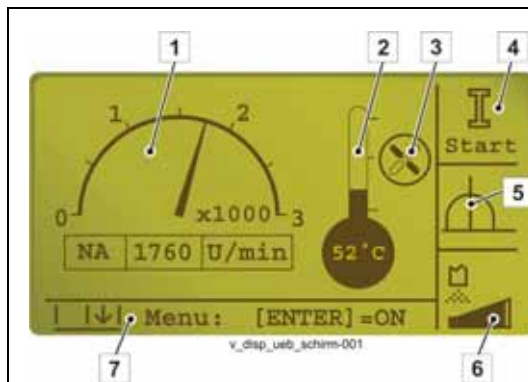 1
2
3
4
1
2
0
x1000
3
NA 1760 U/min
52°C
Start
5
Menu: [ENTER]=ON
7
6
v_disp_ueb_schirm-001